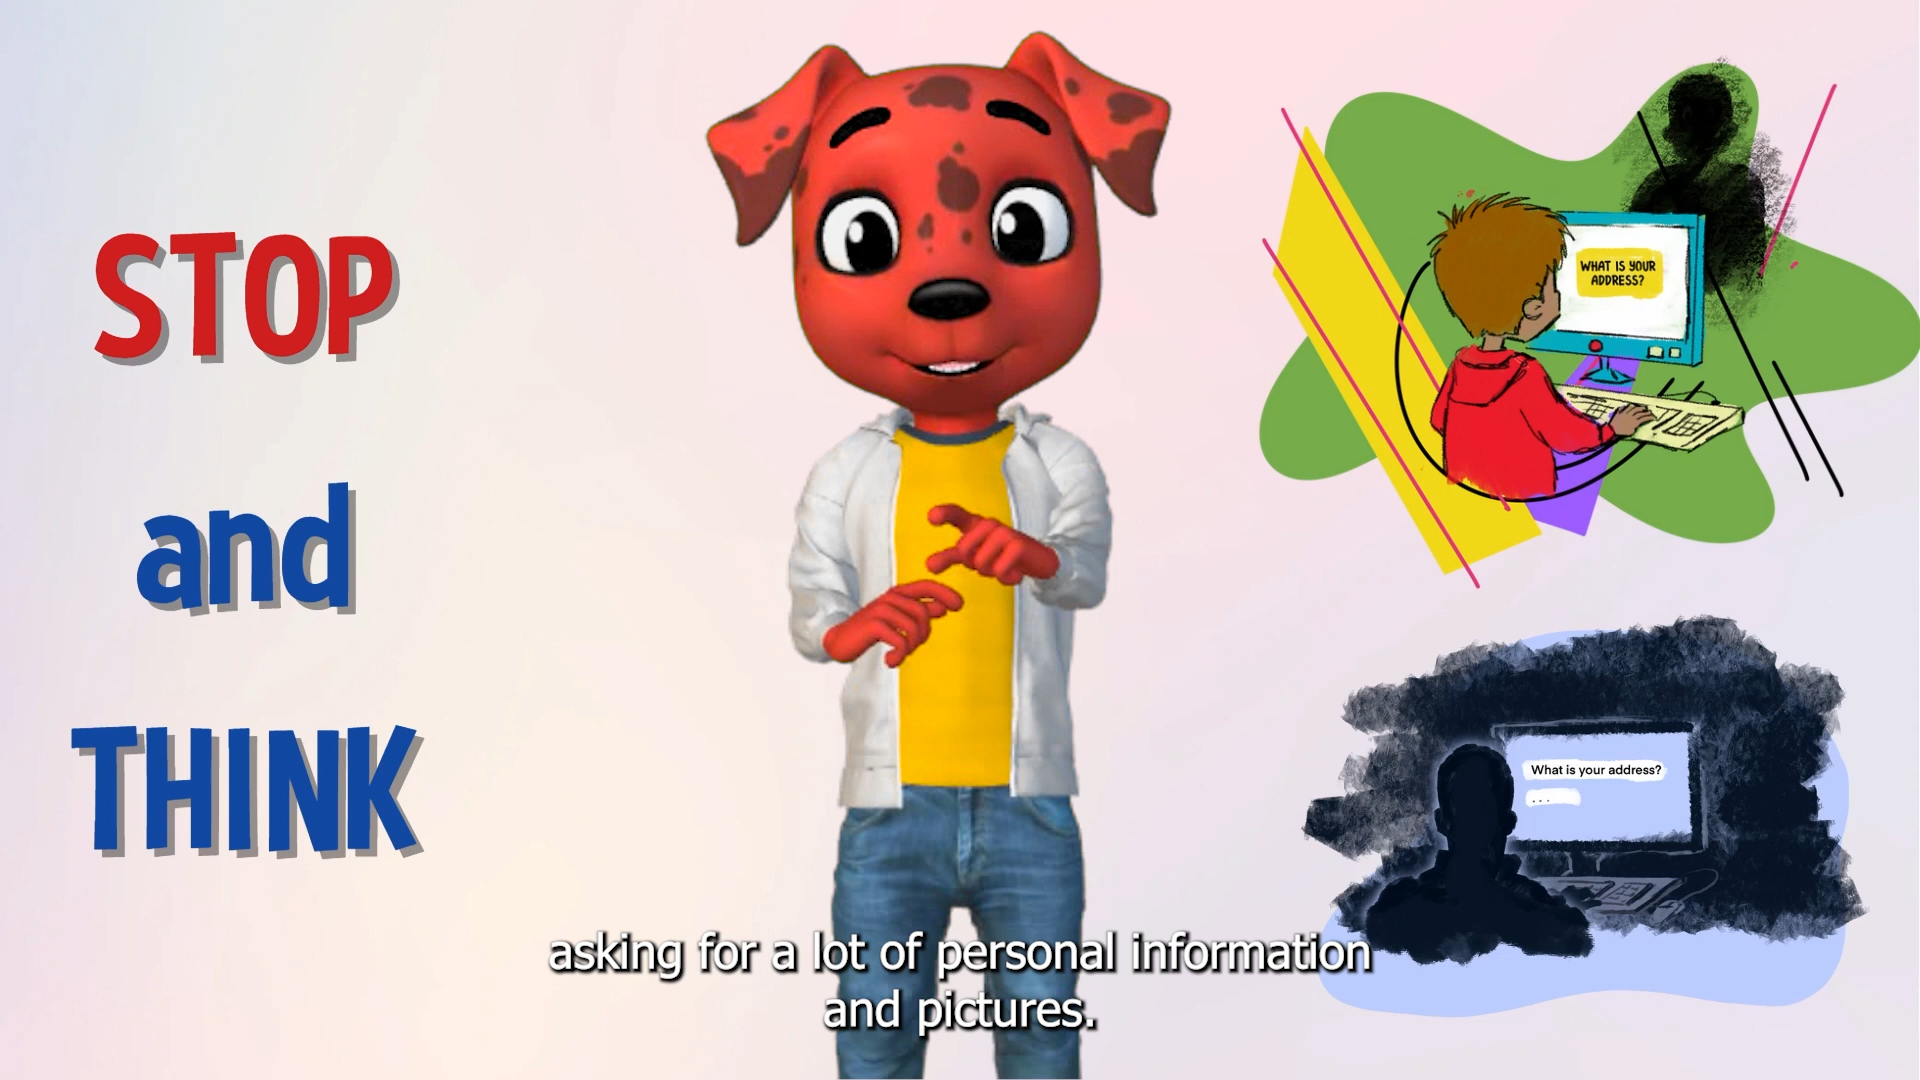 STOP
and
THINK
WHAT IS YOUR
ADDRESS?
What is your address?
...
asking for a lot of personal information
and pictures.